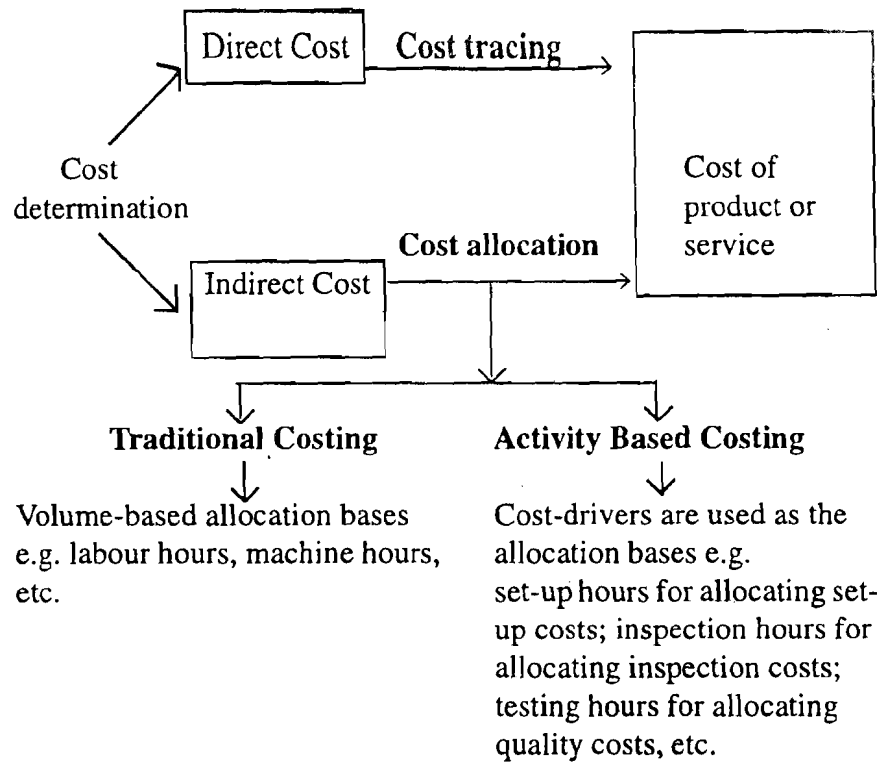 Direct Cost
Cost tracing
Cost
determination
Cost of
product or
service
Cost allocation
Indirect Cost
Traditional Costing
Volume-based allocation bases
e.g. labour hours, machine hours,
etc.
Activity Based Costing
Cost-drivers are used as the
allocation bases e.g.
set-up hours for allocating set-
up costs; inspection hours for
allocating inspection costs;
testing hours for allocating
quality costs, etc.